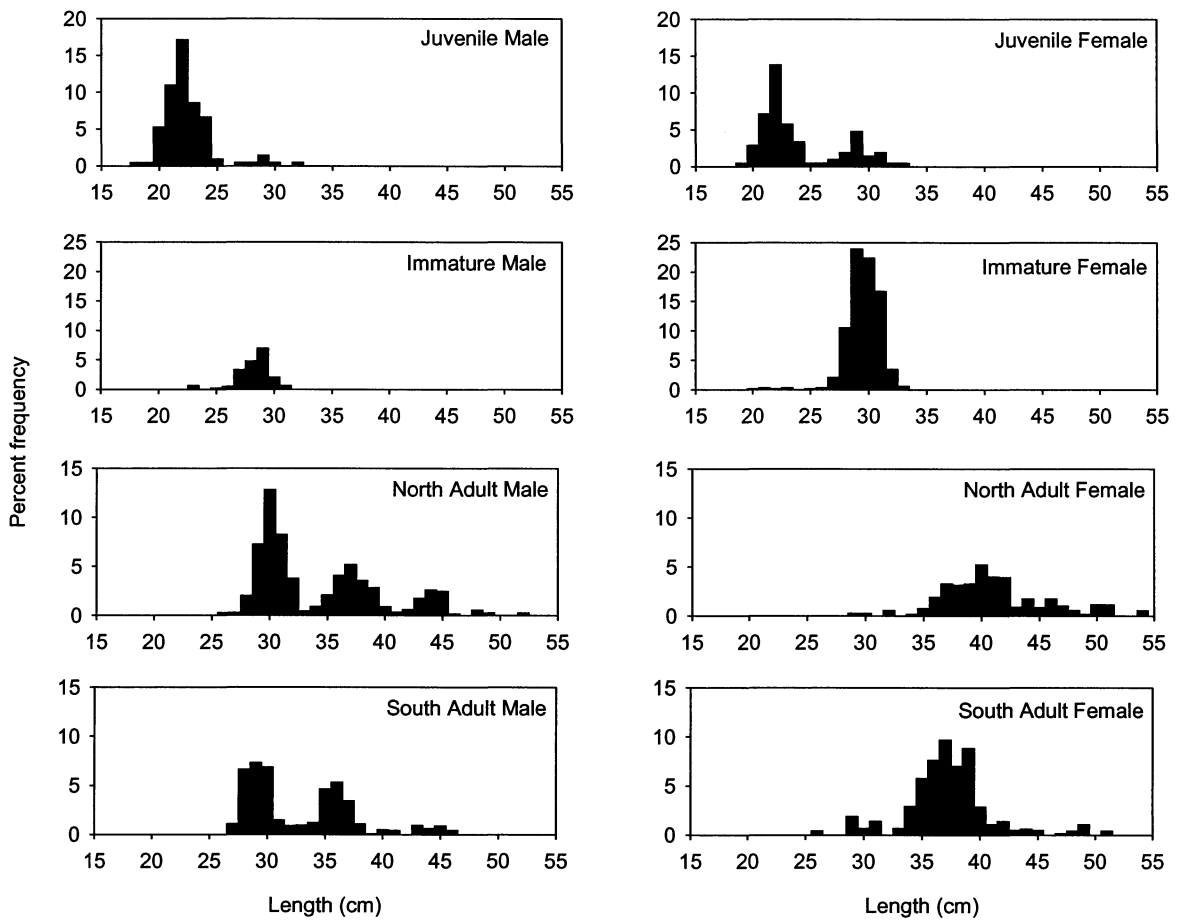 20
15
10
5
0
Juvenile Male
15 20 25 30 35 40 45 50 55
20
15
10
5
0
Juvenile Female
15 20 25 30 35 40 45 50 55
25
20
15
10
5
0
Immature Male
15 20 25 30 35 40 45 50 55
25
20
15
10
5
0
Immature Female
15 20 25 30 35 40 45 50 55
Percent frequency
15
10
5
0
North Adult Male
15 20 25 30 35 40 45 50 55
15
10
5
0
North Adult Female
15 20 25 30 35 40 45 50 55
15
10
5
0
South Adult Male
15 20 25 30 35 40 45 50 55
Length (cm)
15
10
5
0
South Adult Female
15 20 25 30 35 40 45 50 55
Length (cm)